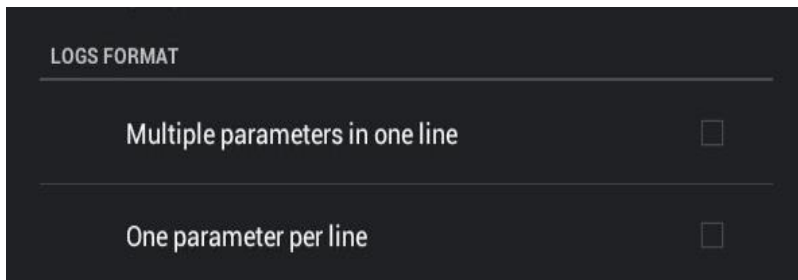 LOGS FORMAT
Multiple parameters in one line
One parameter per line